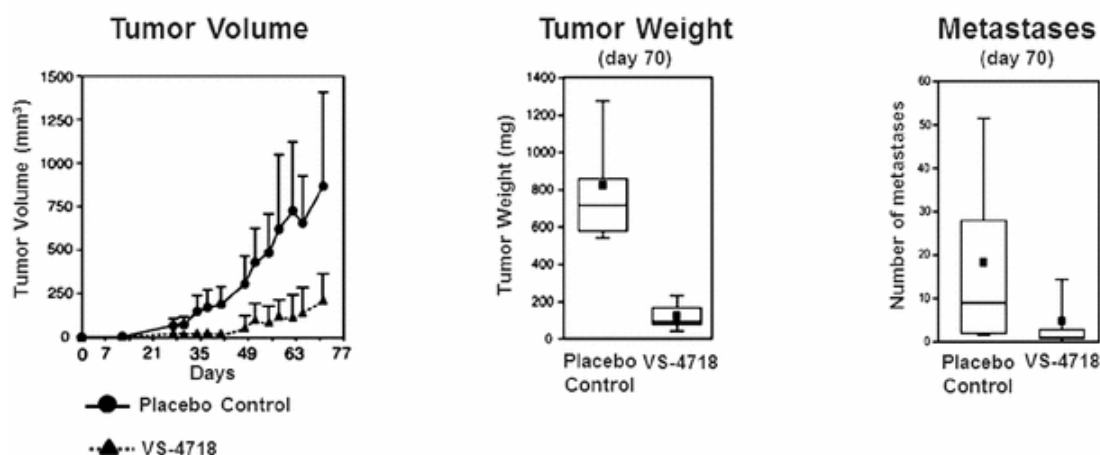 Tumor Volume
Tumor Volume (mm³)
1500
1250
1000
750
500
250
0
0 7 21 35 49 63 77
Days
Placebo Control
VS-4718
Tumor Weight
(day 70)
Tumor Weight (mg)
1400
1200
1000
800
600
400
200
0
Placebo VS-4718
Control
Metastases
(day 70)
Number of metastases
60
50
40
30
20
10
0
Placebo VS-4718
Control